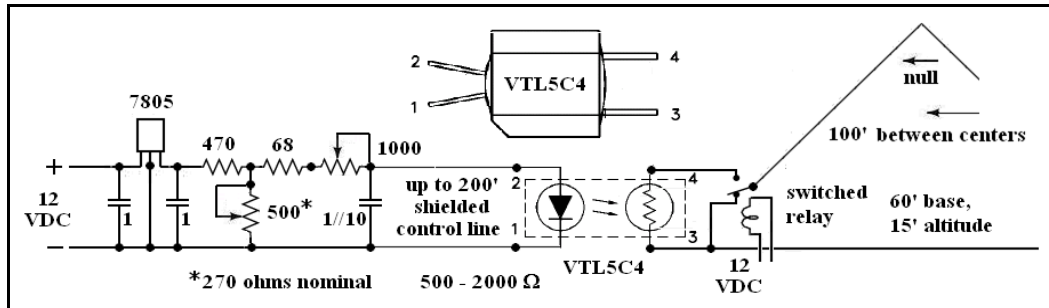 2
1
VTL5C4
4
3
null
100' between centers
7805
470
68
1000
+
12
VDC
1
1
500*
1//10
up to 200'
shielded
control line
2
1
4
3
VTL5C4
switched
relay
60' base,
15' altitude
12
VDC
–
*270 ohms nominal
500 - 2000 Ω